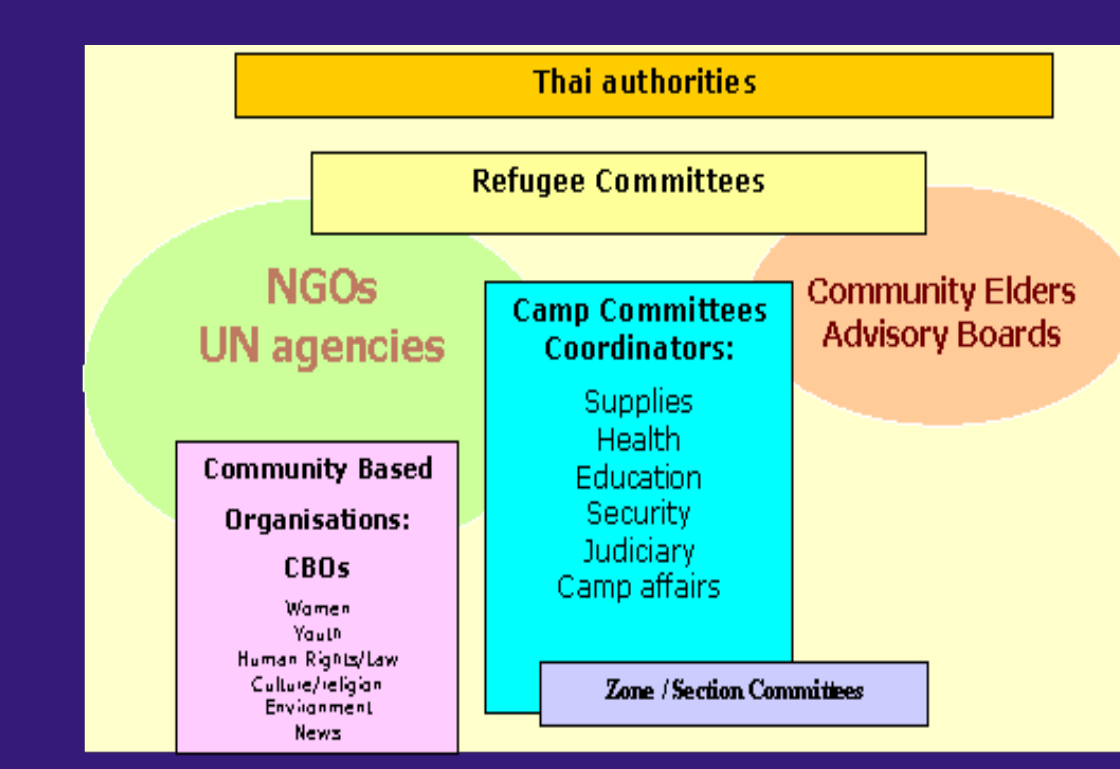 Thai authorities
Refugee Committees
NGOs
UN agencies
Community Elders
Advisory Boards
Camp Committees
Coordinators:
Supplies
Health
Education
Security
Judiciary
Camp affairs
Community Based
Organisations:
CBOs
Women
Youth
Human Rights/Law
Culture/religion
Environment
News
Zone / Section Committees